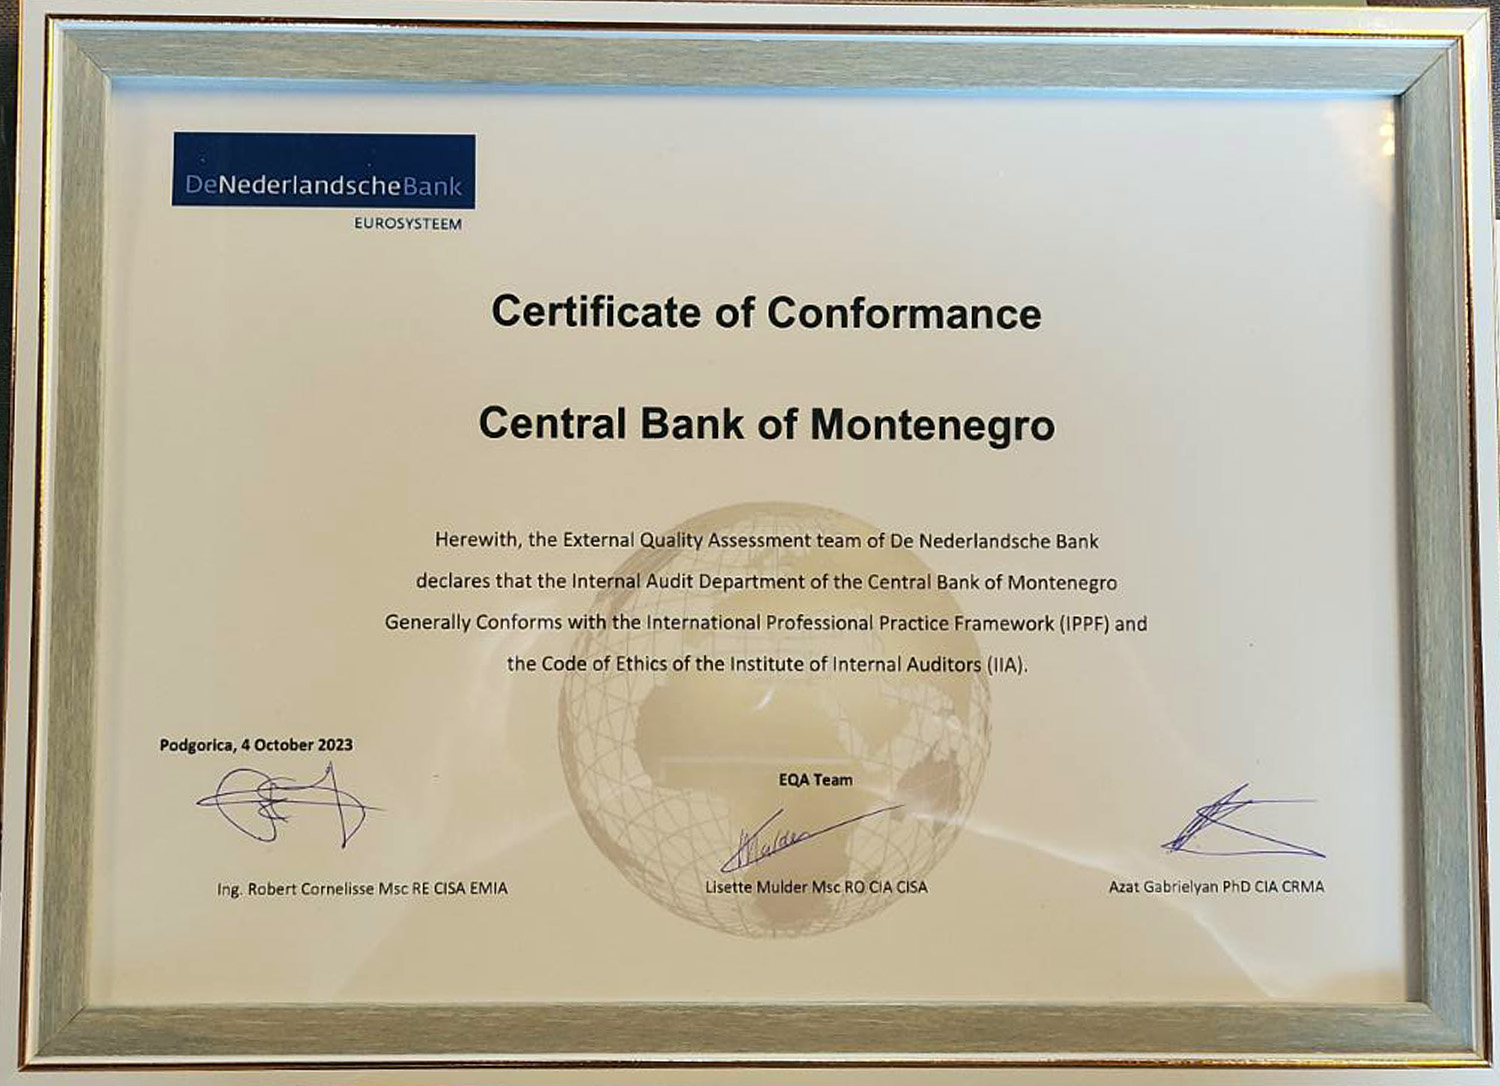 DeNederlandscheBank
EUROSYSTEEM
Certificate of Conformance
Central Bank of Montenegro
Herewith, the External Quality Assessment team of De Nederlandsche Bank
declares that the Internal Audit Department of the Central Bank of Montenegro
Generally Conforms with the International Professional Practice Framework (IPPF) and
the Code of Ethics of the Institute of Internal Auditors (IIA).
Podgorica, 4 October 2023
EQA Team
Mulder
Ing. Robert Cornelisse Msc RE CISA EMIA
Lisette Mulder Msc RO CIA CISA
Azat Gabrielyan PhD CIA CRMA